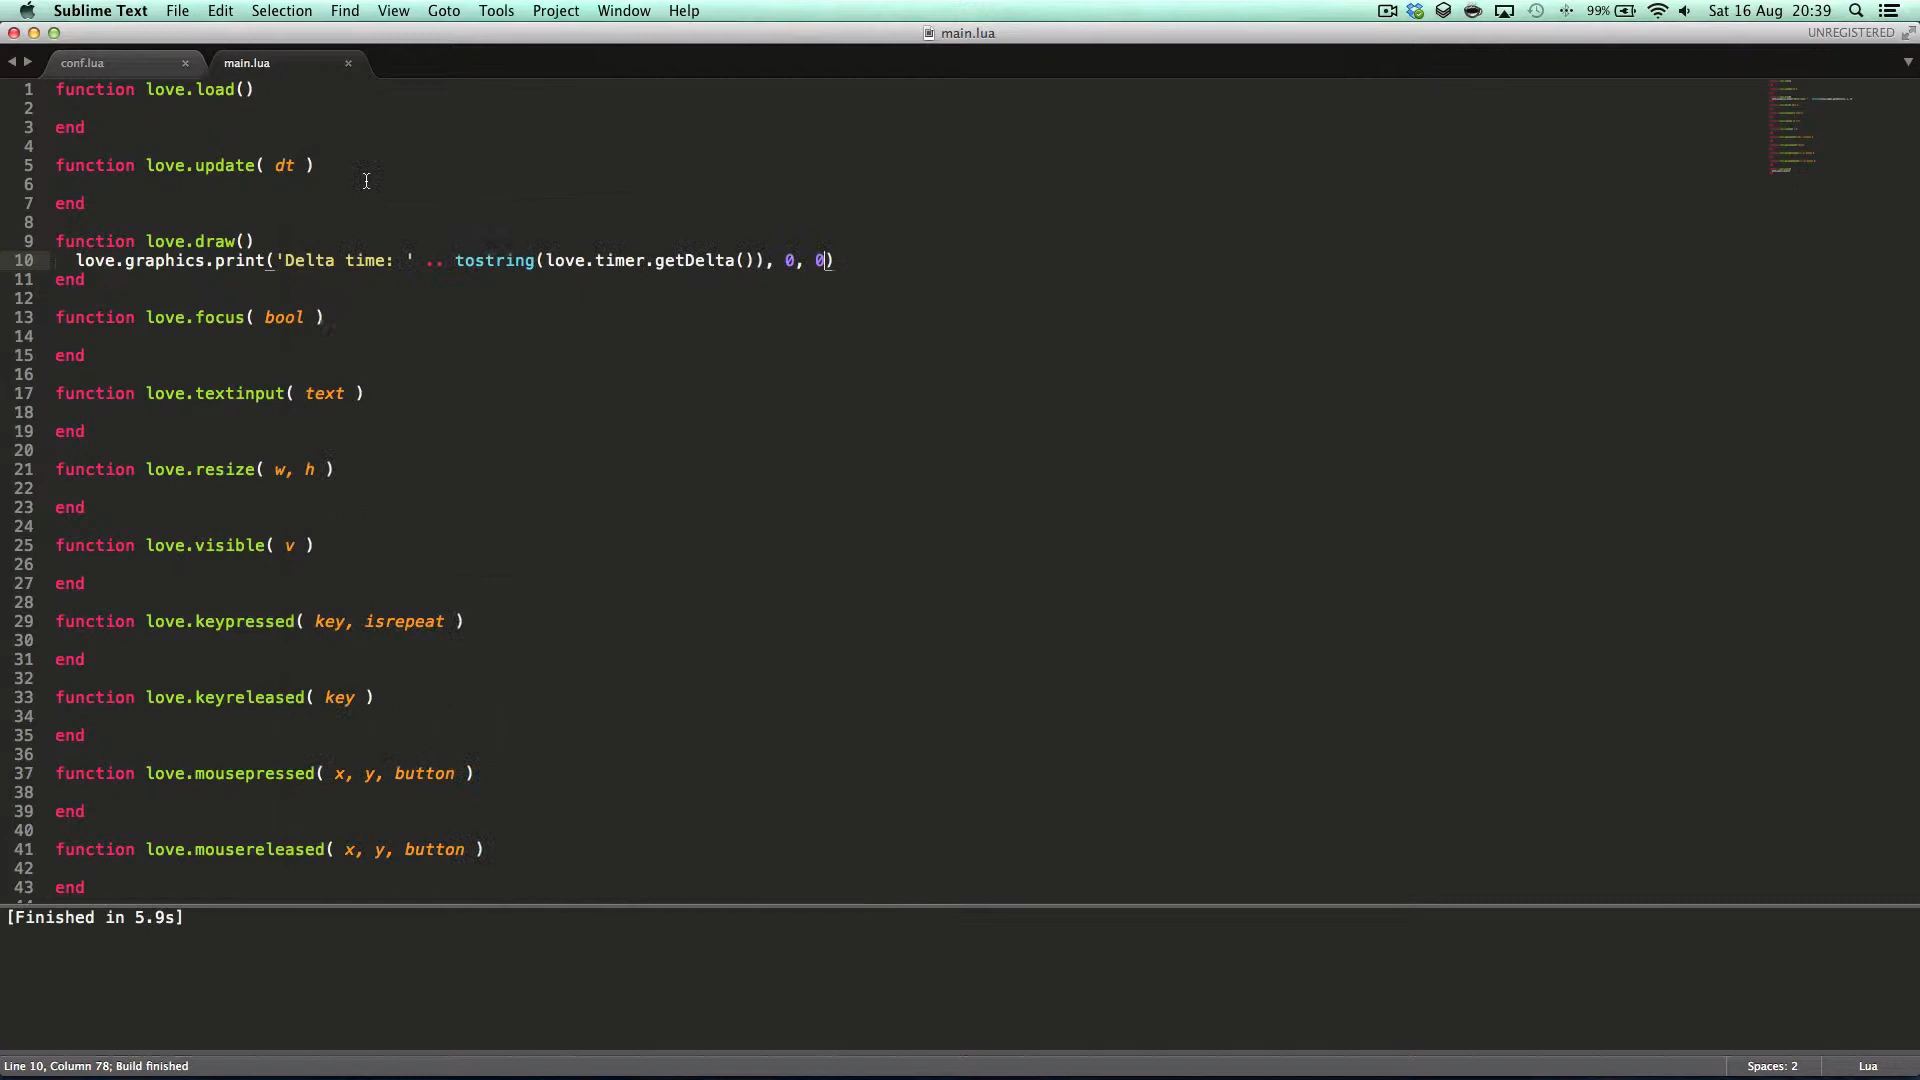 Sublime Text File Edit Selection Find View Goto Tools Project Window Help 99% Sat 16 Aug 20:39
main.lua UNREGISTERED
conf.lua × main.lua ×
1 function love.load()
2
3 end
4
5 function love.update( dt )
6
7 end
8
9 function love.draw()
10 love.graphics.print('Delta time: ' .. tostring(love.timer.getDelta()), 0, 0)
11 end
12
13 function love.focus( bool )
14
15 end
16
17 function love.textinput( text )
18
19 end
20
21 function love.resize( w, h )
22
23 end
24
25 function love.visible( v )
26
27 end
28
29 function love.keypressed( key, isrepeat )
30
31 end
32
33 function love.keyreleased( key )
34
35 end
36
37 function love.mousepressed( x, y, button )
38
39 end
40
41 function love.mousereleased( x, y, button )
42
43 end
[Finished in 5.9s]
Line 10, Column 78; Build finished Spaces: 2 Lua